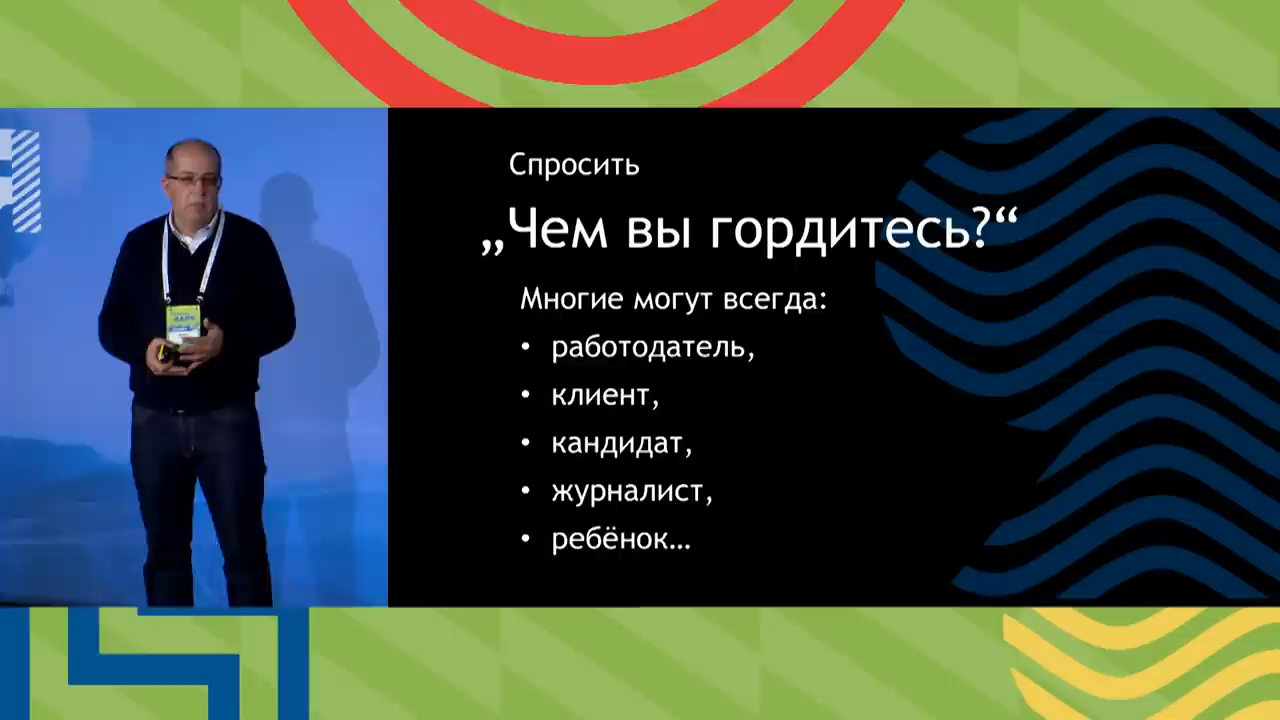 Спросить
„Чем вы гордитесь?“
Многие могут всегда:
• работодатель,
• клиент,
• кандидат,
• журналист,
• ребёнок…